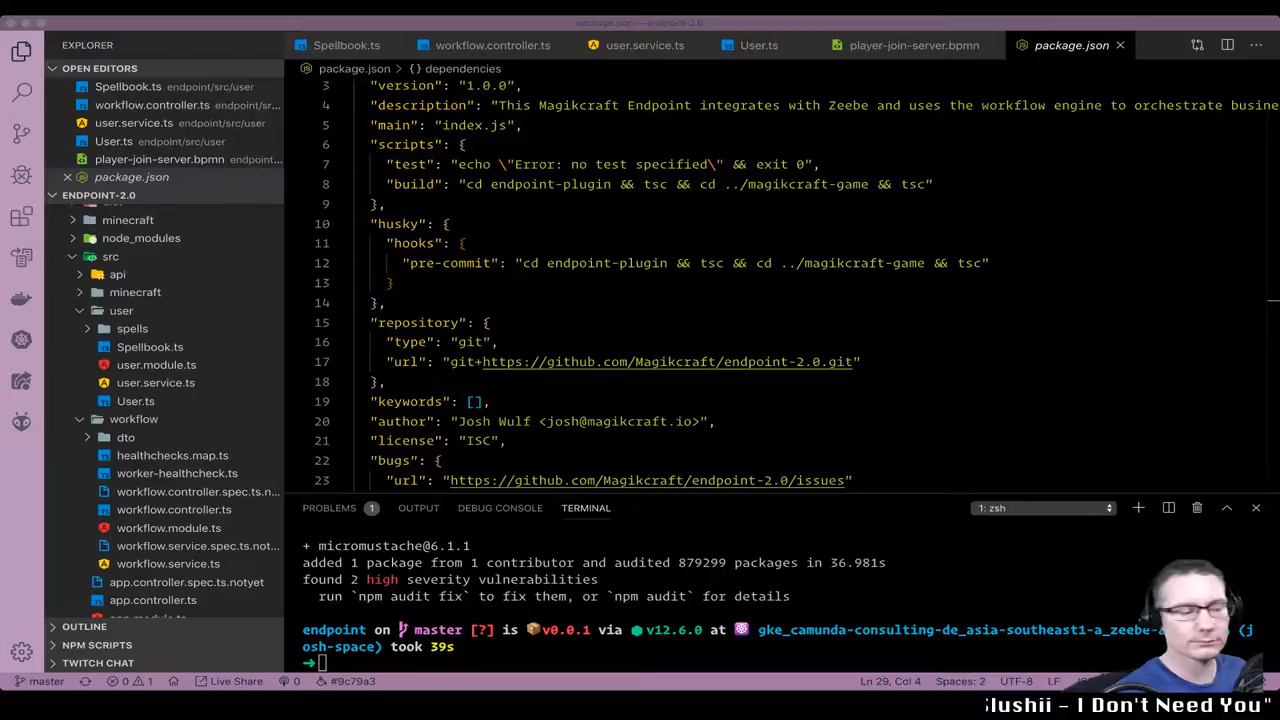 package.json — endpoint-2.0
EXPLORER
Spellbook.ts
workflow.controller.ts
user.service.ts
User.ts
player-join-server.bpmn
package.json
OPEN EDITORS
package.json > {} dependencies
Spellbook.ts endpoint/src/user
workflow.controller.ts endpoint/sr...
user.service.ts endpoint/src/user
User.ts endpoint/src/user
player-join-server.bpmn endpoint...
package.json
ENDPOINT-2.0
minecraft
node_modules
src
api
minecraft
user
spells
Spellbook.ts
user.module.ts
user.service.ts
User.ts
workflow
dto
healthchecks.map.ts
worker-healthcheck.ts
workflow.controller.spec.ts.n...
workflow.controller.ts
workflow.module.ts
workflow.service.spec.ts.not...
workflow.service.ts
app.controller.spec.ts.notyet
app.controller.ts
OUTLINE
NPM SCRIPTS
TWITCH CHAT
3 "version": "1.0.0",
4 "description": "This Magikcraft Endpoint integrates with Zeebe and uses the workflow engine to orchestrate busine
5 "main": "index.js",
6 "scripts": {
7 "test": "echo \"Error: no test specified\" && exit 0",
8 "build": "cd endpoint-plugin && tsc && cd ../magikcraft-game && tsc"
9 },
10 "husky": {
11 "hooks": {
12 "pre-commit": "cd endpoint-plugin && tsc && cd ../magikcraft-game && tsc"
13 }
14 },
15 "repository": {
16 "type": "git",
17 "url": "git+https://github.com/Magikcraft/endpoint-2.0.git"
18 },
19 "keywords": [],
20 "author": "Josh Wulf <josh@magikcraft.io>",
21 "license": "ISC",
22 "bugs": {
23 "url": "https://github.com/Magikcraft/endpoint-2.0/issues"
PROBLEMS 1 OUTPUT DEBUG CONSOLE TERMINAL 1: zsh
+ micromustache@6.1.1
added 1 package from 1 contributor and audited 879299 packages in 36.981s
found 2 high severity vulnerabilities
run `npm audit fix` to fix them, or `npm audit` for details
endpoint on master [?] is v0.0.1 via v12.6.0 at gke_camunda-consulting-de_asia-southeast1-a_zeebe-a (j
osh-space) took 39s
master 0 1 Live Share 0 #9c79a3 Ln 29, Col 4 Spaces: 2 UTF-8 LF
Slushii - I Don't Need You"